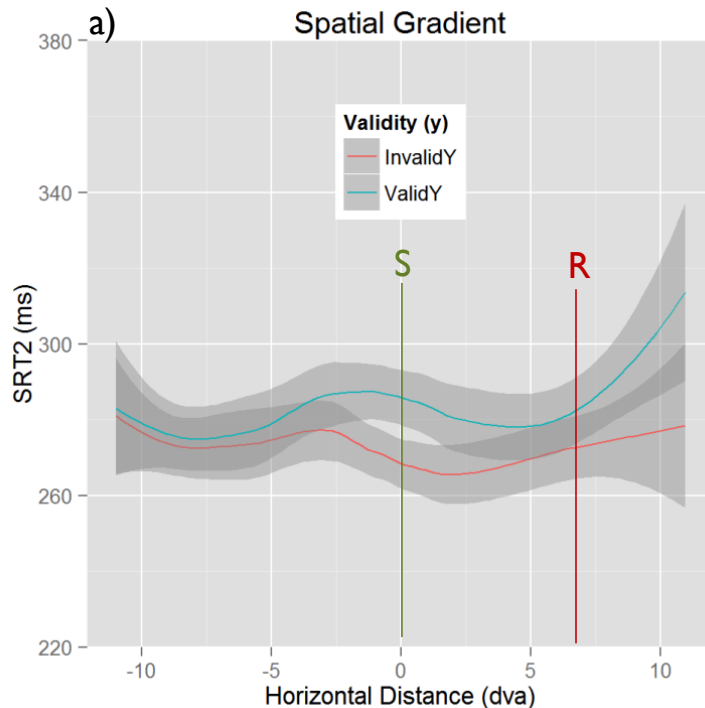 a)
Spatial Gradient
380
340
300
260
220
SRT2 (ms)
Validity (y)
InvalidY
ValidY
S
R
-10
-5
0
5
10
Horizontal Distance (dva)